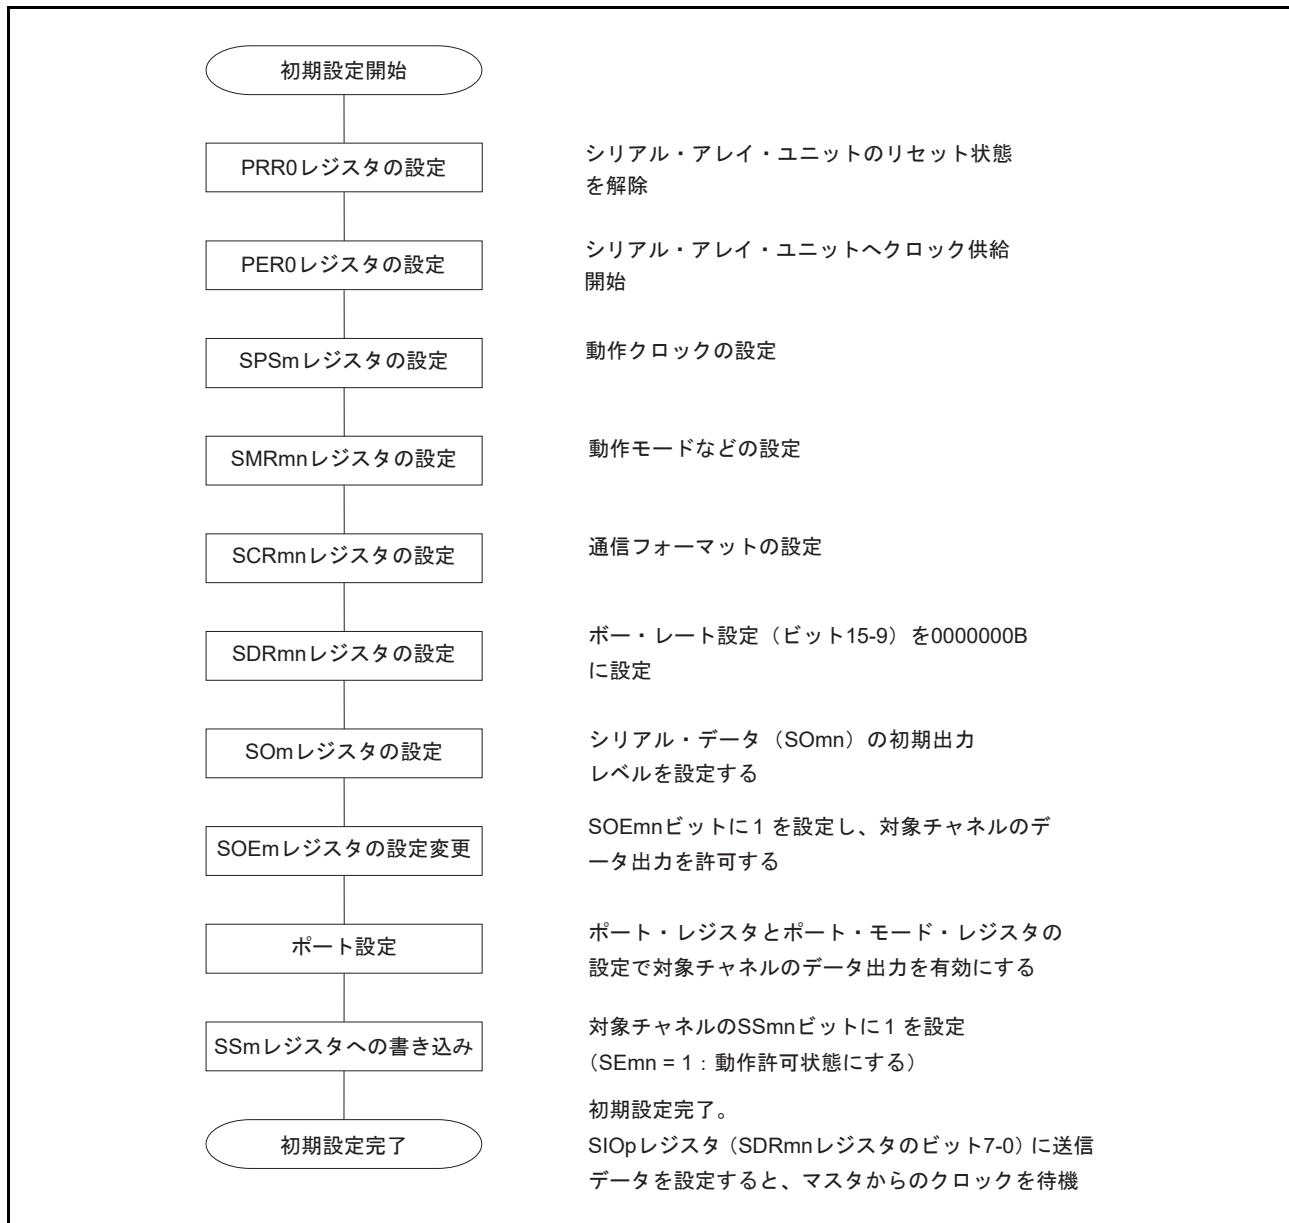 初期設定開始
PRR0レジスタの設定
シリアル・アレイ・ユニットのリセット状態
を解除
PER0レジスタの設定
シリアル・アレイ・ユニットへクロック供給
開始
SPSmレジスタの設定
動作クロックの設定
SMRmnレジスタの設定
動作モードなどの設定
SCRmnレジスタの設定
通信フォーマットの設定
SDRmnレジスタの設定
ボー・レート設定（ビット15-9）を0000000B
に設定
SOmレジスタの設定
シリアル・データ（SOmn）の初期出力
レベルを設定する
SOEmレジスタの設定変更
SOEmnビットに1 を設定し、対象チャネルのデ
ータ出力を許可する
ポート設定
ポート・レジスタとポート・モード・レジスタの
設定で対象チャネルのデータ出力を有効にする
SSmレジスタへの書き込み
対象チャネルのSSmnビットに1 を設定
（SEmn = 1：動作許可状態にする）
初期設定完了
初期設定完了。
SIOpレジスタ（SDRmnレジスタのビット7-0）に送信
データを設定すると、マスタからのクロックを待機